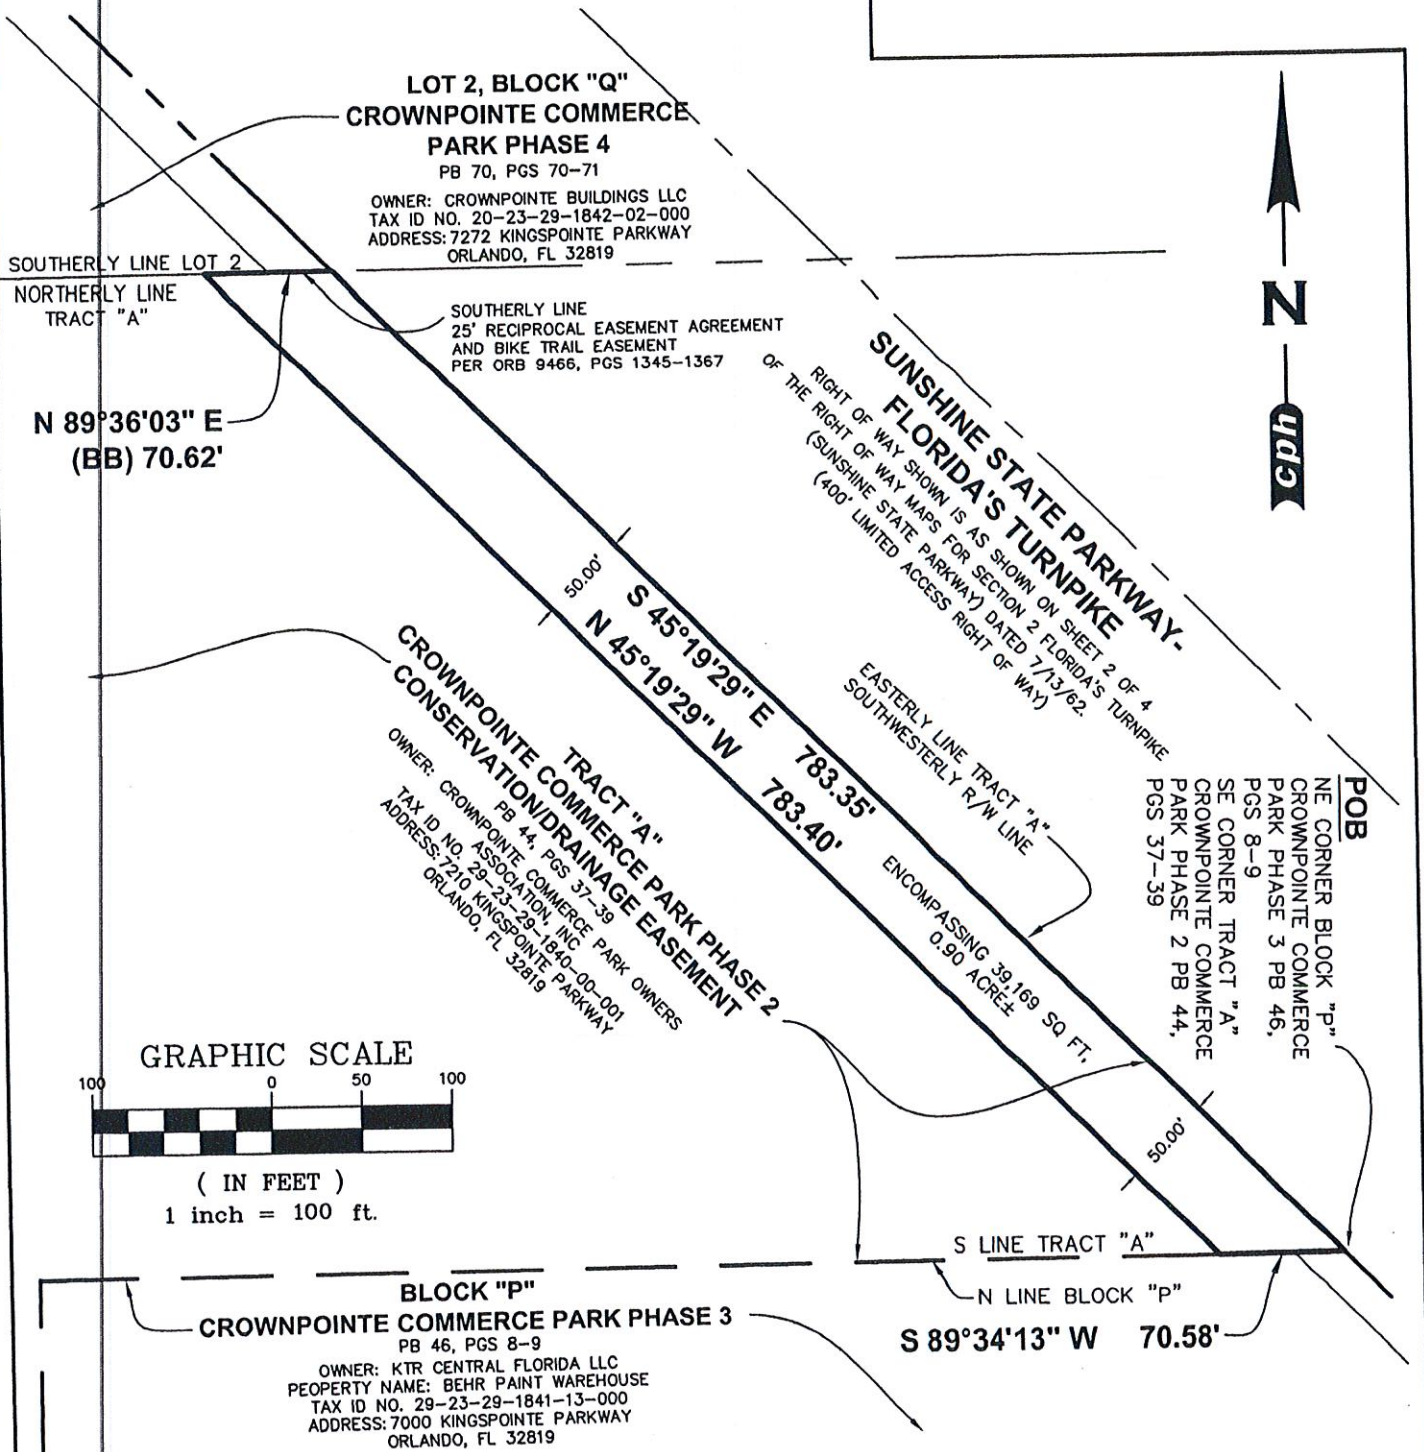 LOT 2, BLOCK "Q"
CROWNPOINTE COMMERCE
PARK PHASE 4
PB 70, PGS 70-71
OWNER: CROWNPOINTE BUILDINGS LLC
TAX ID NO. 20-23-29-1842-02-000
ADDRESS: 7272 KINGSPOINTE PARKWAY
ORLANDO, FL 32819
SOUTHERLY LINE LOT 2
NORTHERLY LINE
TRACT "A"
SOUTHERLY LINE
25' RECIPROCAL EASEMENT AGREEMENT
AND BIKE TRAIL EASEMENT
PER ORB 9466, PGS 1345-1367
N 89°36'03" E
(BB) 70.62'
N
cph
SUNSHINE STATE PARKWAY-
FLORIDA'S TURNPIKE
RIGHT OF WAY SHOWN IS AS SHOWN ON SHEET 2 OF 4
OF THE RIGHT OF WAY MAPS FOR SECTION 2 FLORIDA'S TURNPIKE
(SUNSHINE STATE PARKWAY) DATED 7/13/62.
(400' LIMITED ACCESS RIGHT OF WAY)
50.00'
S 45°19'29" E 783.35'
N 45°19'29" W 783.40'
EASTERLY LINE TRACT "A"
SOUTHWESTERLY R/W LINE
ENCOMPASSING 39,169 SQ FT,
0.90 ACRE±
TRACT "A"
CROWNPOINTE COMMERCE PARK PHASE 2
CONSERVATION/DRAINAGE EASEMENT
PB 44, PGS 37-39
OWNER: CROWNPOINTE COMMERCE PARK OWNERS
ASSOCIATION, INC
TAX ID NO. 29-23-29-1840-00-001
ADDRESS: 7210 KINGSPOINTE PARKWAY
ORLANDO, FL 32819
POB
NE CORNER BLOCK "P"
CROWNPOINTE COMMERCE
PARK PHASE 3 PB 46,
PGS 8-9
SE CORNER TRACT "A"
CROWNPOINTE COMMERCE
PARK PHASE 2 PB 44,
PGS 37-39
50.00'
GRAPHIC SCALE
100 0 50 100
( IN FEET )
1 inch = 100 ft.
S LINE TRACT "A"
N LINE BLOCK "P"
S 89°34'13" W 70.58'
BLOCK "P"
CROWNPOINTE COMMERCE PARK PHASE 3
PB 46, PGS 8-9
OWNER: KTR CENTRAL FLORIDA LLC
PEOPERTY NAME: BEHR PAINT WAREHOUSE
TAX ID NO. 29-23-29-1841-13-000
ADDRESS: 7000 KINGSPOINTE PARKWAY
ORLANDO, FL 32819